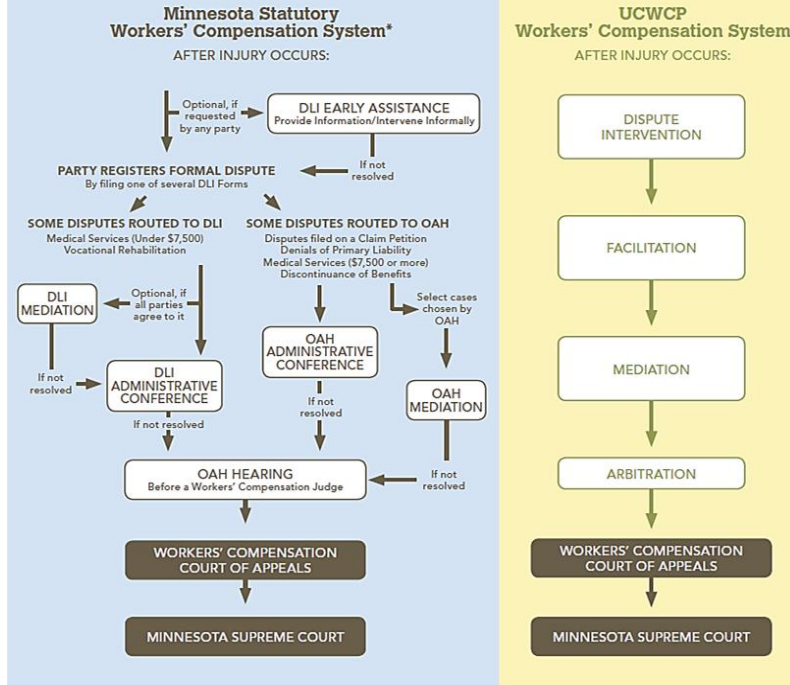 Minnesota Statutory
Workers' Compensation System*
AFTER INJURY OCCURS:
Optional, if
requested
by any party
DLI EARLY ASSISTANCE
Provide Information/Intervene Informally
If not
resolved
PARTY REGISTERS FORMAL DISPUTE
By filing one of several DLI Forms
SOME DISPUTES ROUTED TO DLI
Medical Services (Under $7,500)
Vocational Rehabilitation
SOME DISPUTES ROUTED TO OAH
Disputes filed on a Claim Petition
Denials of Primary Liability
Medical Services ($7,500 or more)
Discontinuance of Benefits
DLI
MEDIATION
Optional, if
all parties
agree to it
Select cases
chosen by
OAH
If not
resolved
DLI
ADMINISTRATIVE
CONFERENCE
OAH
ADMINISTRATIVE
CONFERENCE
OAH
MEDIATION
If not resolved
If not
resolved
If not
resolved
OAH HEARING
Before a Workers' Compensation Judge
WORKERS' COMPENSATION
COURT OF APPEALS
MINNESOTA SUPREME COURT
UCWCP
Workers' Compensation System
AFTER INJURY OCCURS:
DISPUTE
INTERVENTION
FACILITATION
MEDIATION
ARBITRATION
WORKERS' COMPENSATION
COURT OF APPEALS
MINNESOTA SUPREME COURT